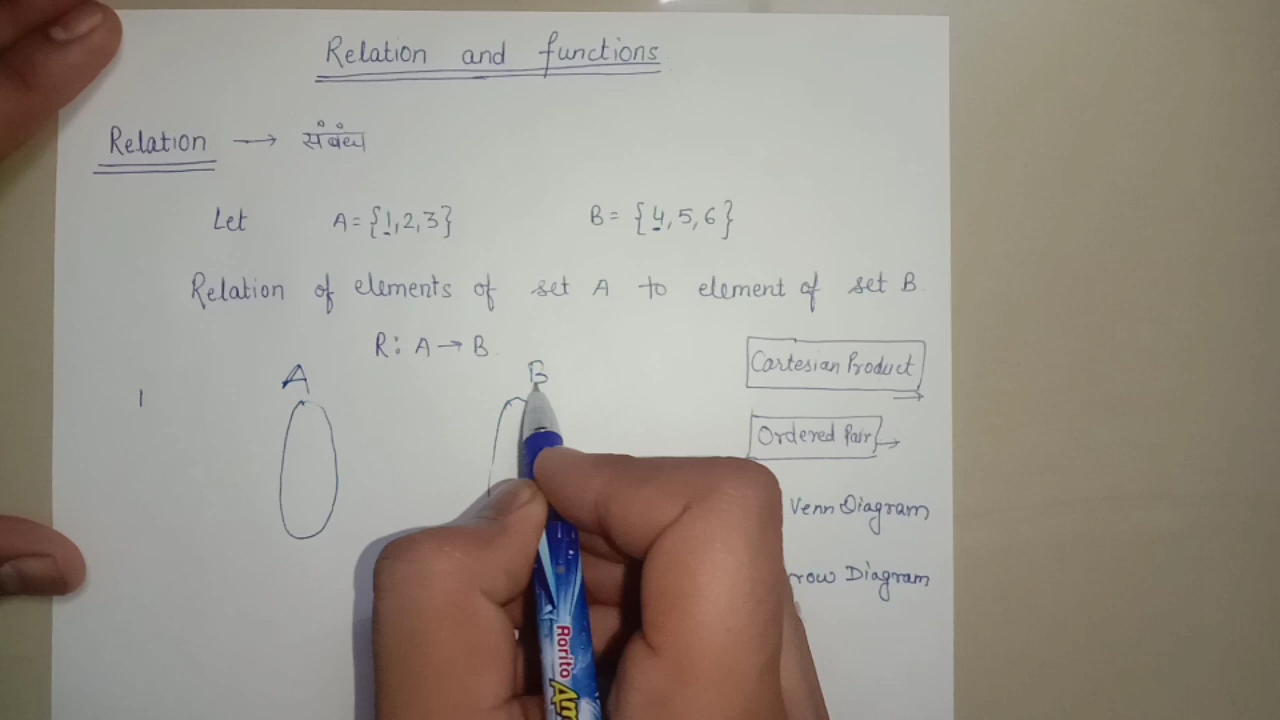 Relation and functions
Relation → संबंध
Let A = {1, 2, 3} B = {4, 5, 6}
Relation of elements of set A to element of set B.
R: A → B
A B
1
Cartesian Product →
Ordered Pair →
Venn Diagram
row Diagram
Rorito